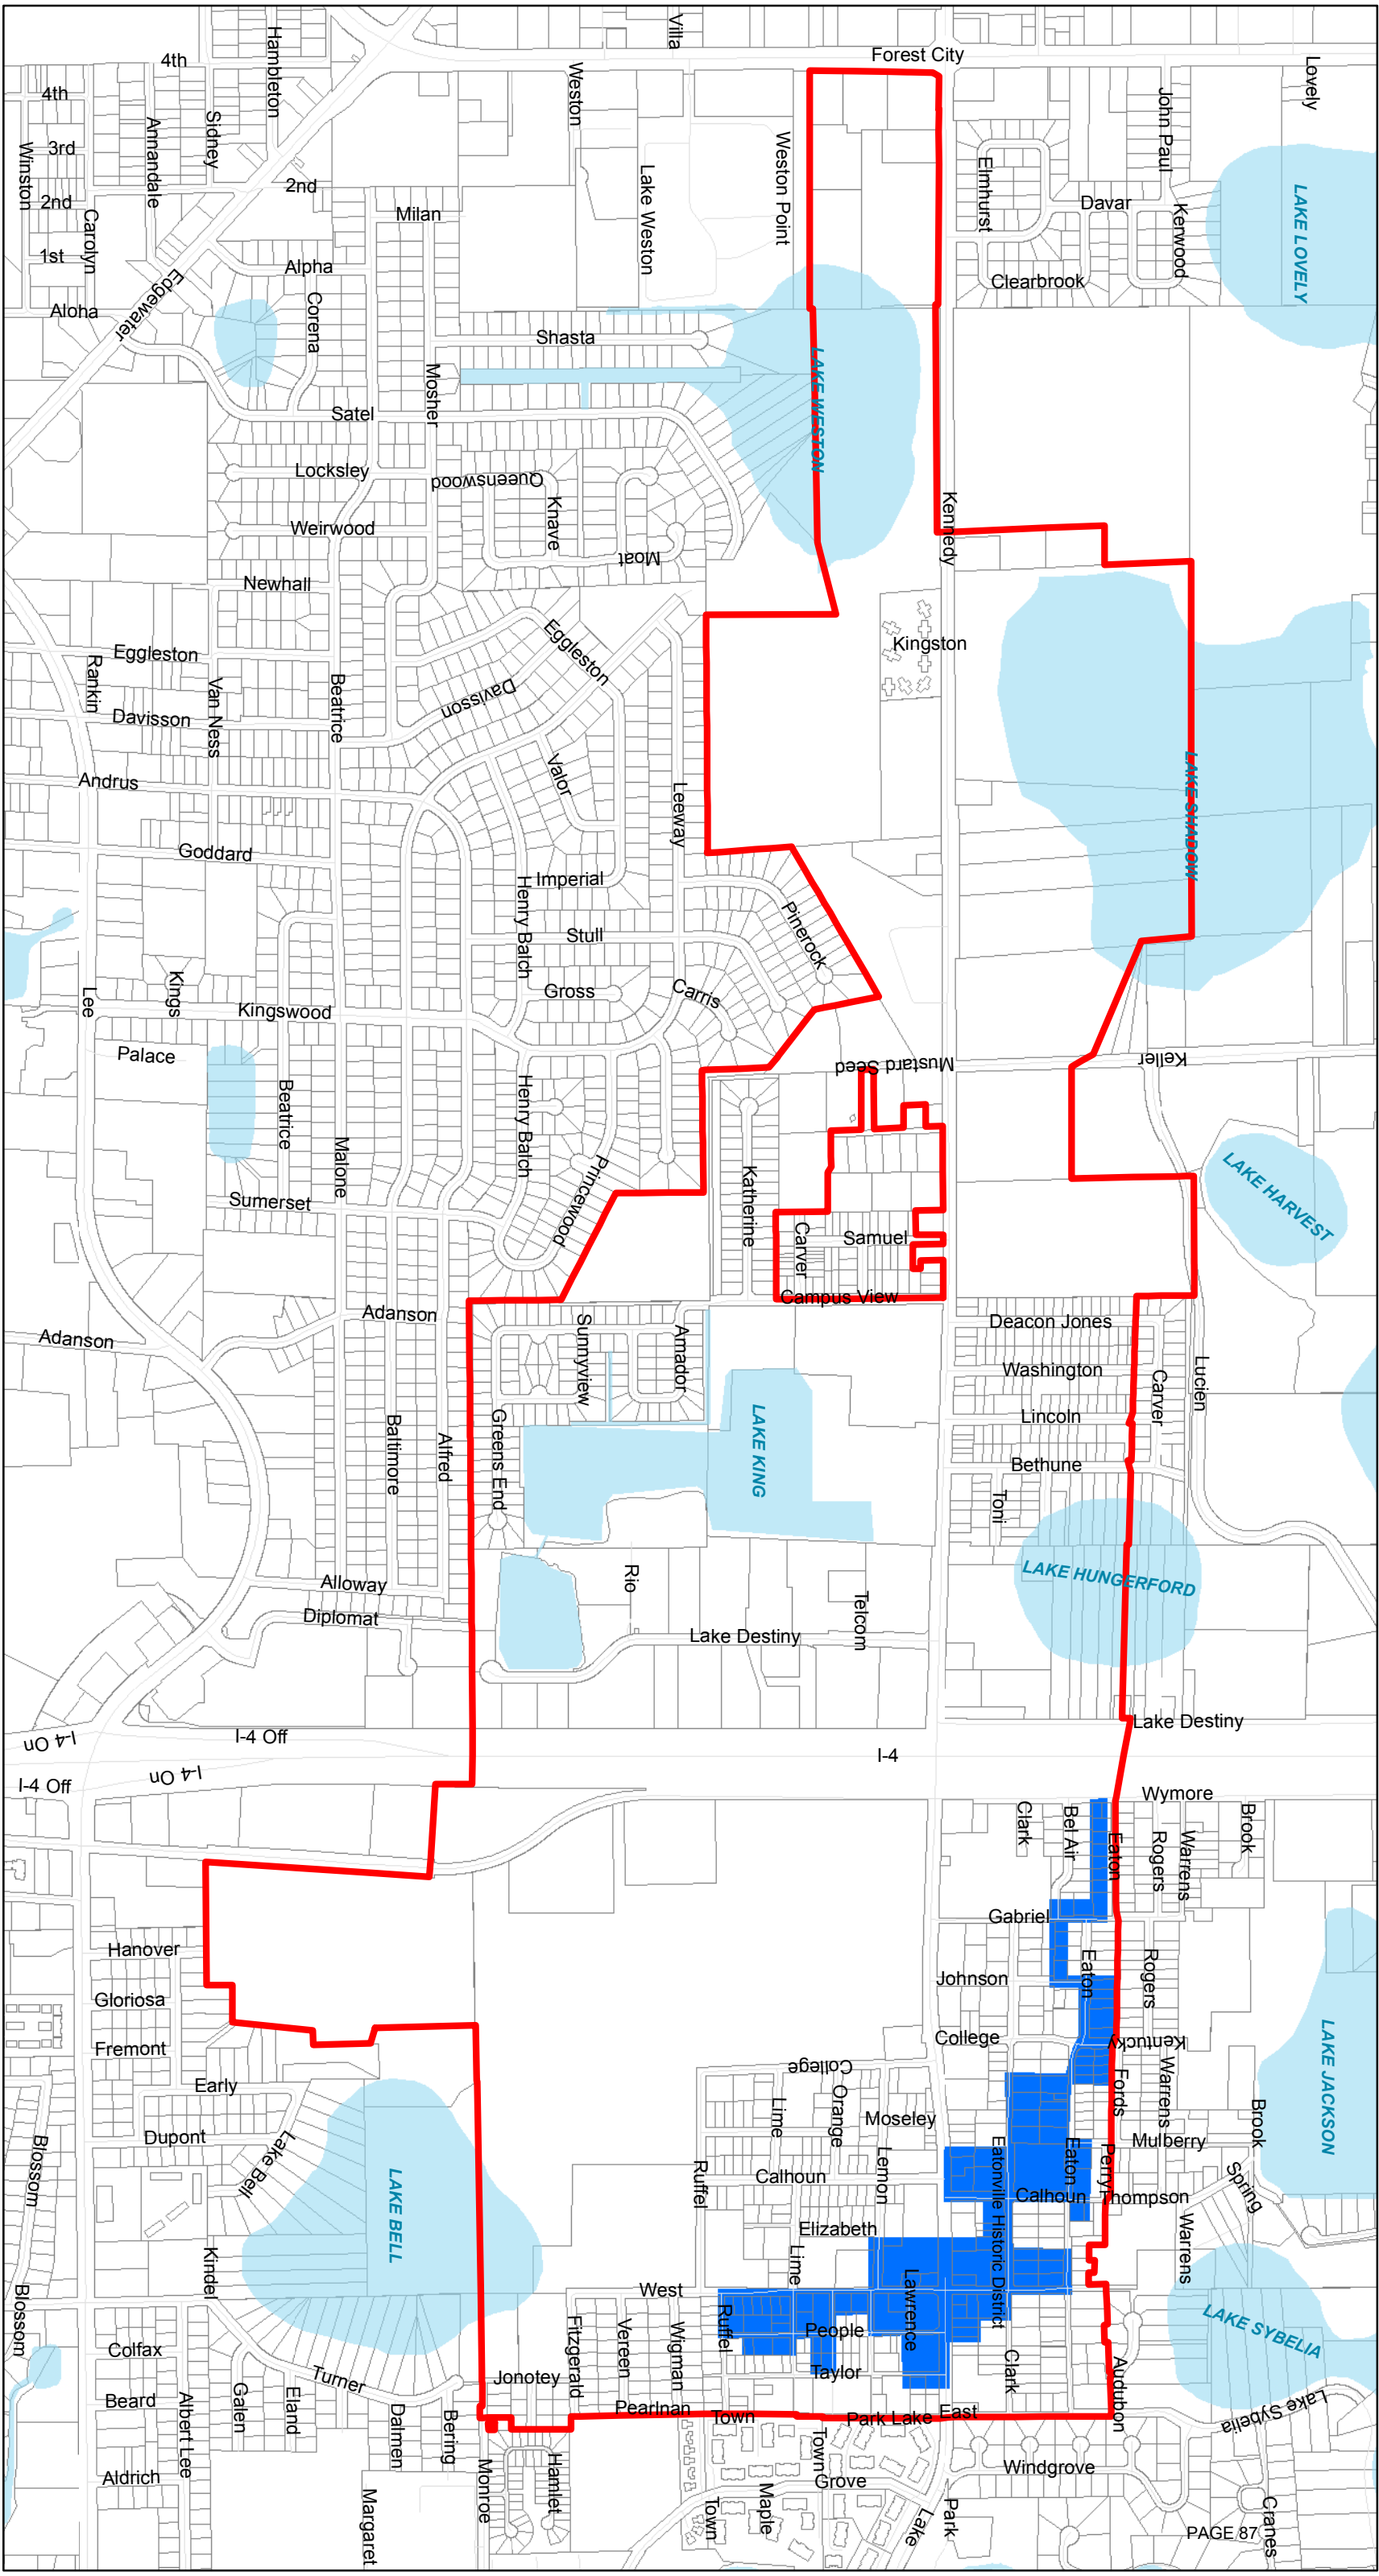 Forest City
Villa
Hambleton
4th
Lovely
Weston
4th
John Paul
Annandale
Sidney
Winston
3rd
Weston Point
Elmhurst
Lake Weston
2nd
2nd
Milan
Davar
Kerwood
LAKE LOVELY
Carolyn
1st
Alpha
Clearbrook
Edgewater
Aloha
Corena
Shasta
LAKE WESTON
Mosher
Satel
Locksley
Queenswood
Knave
Kennedy
Weirwood
Moat
Newhall
Eggleston
Kingston
Eggleston
Rankin
Van Ness
Beatrice
Davisson
Davisson
Andrus
Valor
Leeway
LAKE SHADOW
Goddard
Imperial
Henry Balch
Pinerock
Stull
Kings
Gross
Carris
Lee
Kingswood
Palace
Mustard Seed
Keller
Beatrice
Henry Balch
Malone
Princewood
Katherine
LAKE HARVEST
Sumerset
Carver
Samuel
Campus View
Adanson
Adanson
Sunnyview
Amador
Deacon Jones
Washington
Carver
Lucien
Lincoln
Baltimore
Alfred
Greens End
LAKE KING
Bethune
Toni
LAKE HUNGERFORD
Alloway
Rio
Telcom
Diplomat
Lake Destiny
Lake Destiny
I-4 On
I-4 Off
I-4
I-4 On
I-4 Off
Wymore
Clark
Bel Air
Eaton
Rogers
Warrens
Brook
Gabriel
Hanover
Eaton
Rogers
Johnson
Gloriosa
College
Kentucky
LAKE JACKSON
Fremont
College
Early
Lime
Orange
Moseley
Fords
Warrens
Brook
Dupont
Lake Bell
Mulberry
Blossom
LAKE BELL
Ruffel
Calhoun
Lemon
Eatonville Historic District
Eaton
Perry
Spring
Calhoun
Thompson
Elizabeth
Lime
Warrens
Kindel
Blossom
West
Lawrence
LAKE SYBELIA
Fitzgerald
Vereen
Wigman
Ruffel
People
Colfax
Turner
Jonotey
Taylor
Clark
Audubon
Beard
Albert Lee
Galen
Eland
Dalmen
Bering
Pearlnan
Town
Park Lake
East
Lake Sybelia
Town
Windgrove
Aldrich
Monroe
Hamlet
Grove
Margaret
Town
Maple
Lake
Park
Cranes
PAGE 87